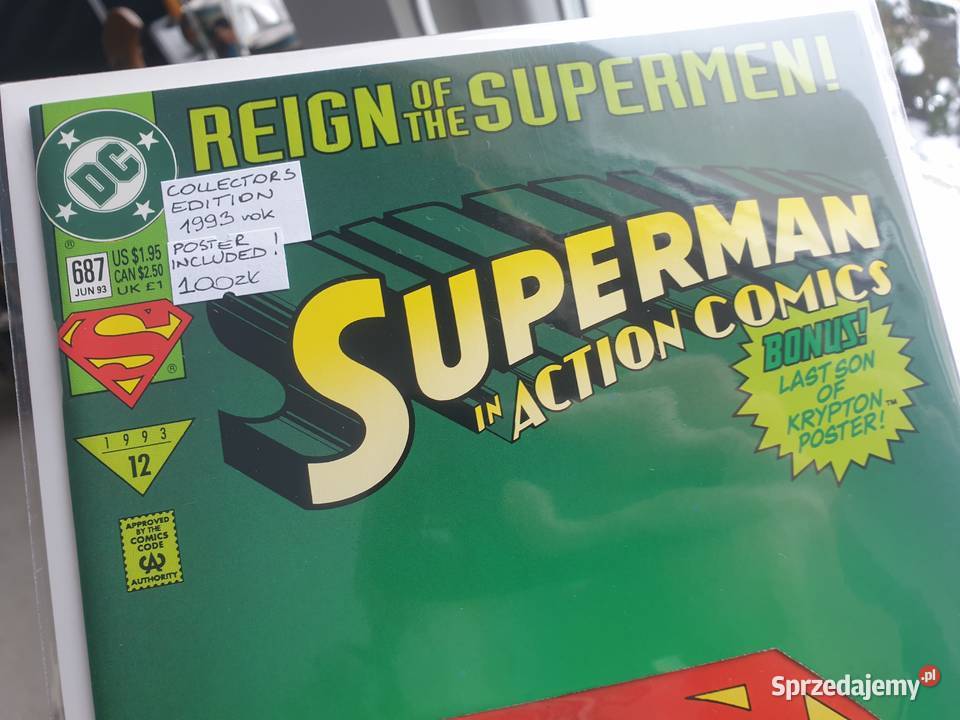 REIGN OF THE SUPERMEN!
DC
COLLECTORS
EDITION
1993 rok
POSTER
INCLUDED!
100zł
®
687
JUN 93
US $1.95
CAN $2.50
UK £1
S
®
SUPERMAN
IN ACTION COMICS
BONUS!
LAST SON
OF
KRYPTON™
POSTER!
1993
12
APPROVED
BY THE
COMICS
CODE
CA
AUTHORITY
Sprzedajemy.pl